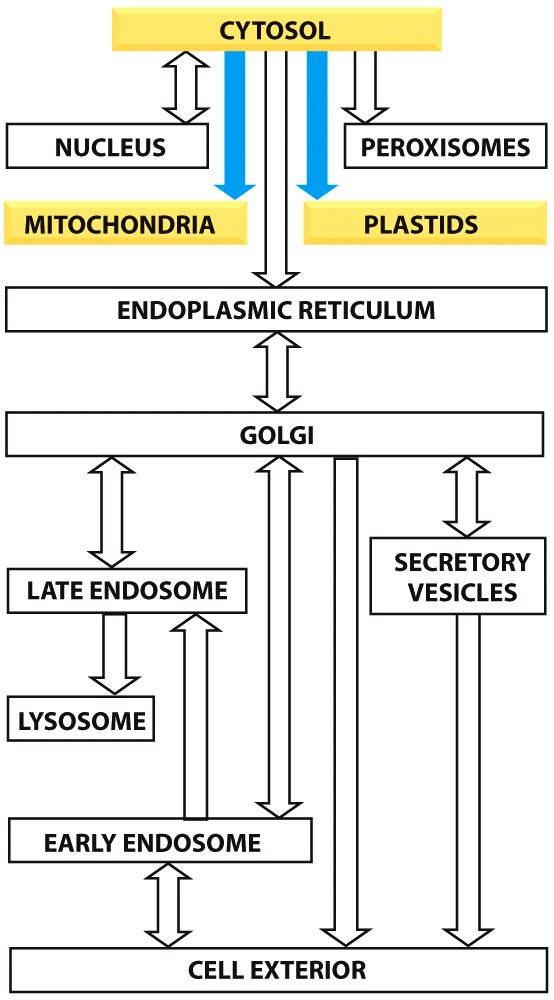 CYTOSOL
NUCLEUS
PEROXISOMES
MITOCHONDRIA
PLASTIDS
ENDOPLASMIC RETICULUM
GOLGI
SECRETORY
VESICLES
LATE ENDOSOME
LYSOSOME
EARLY ENDOSOME
CELL EXTERIOR